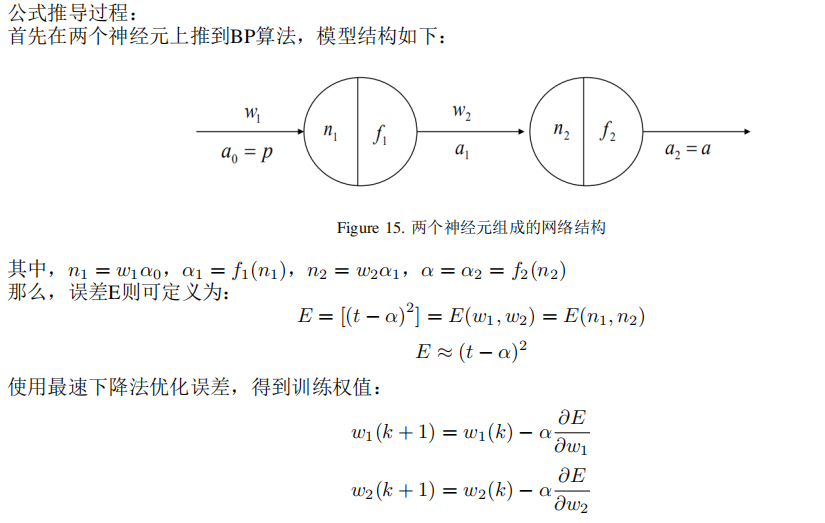 公式推导过程：
首先在两个神经元上推到BP算法，模型结构如下：
w₁ w₂
n₁ f₁ n₂ f₂
a₀ = p a₁ a₂ = a
Figure 15. 两个神经元组成的网络结构
其中，n₁ = w₁α₀，α₁ = f₁(n₁)，n₂ = w₂α₁，α = α₂ = f₂(n₂)
那么，误差E则可定义为：
E = [(t − α)²] = E(w₁, w₂) = E(n₁, n₂)
E ≈ (t − α)²
使用最速下降法优化误差，得到训练权值：
w₁(k + 1) = w₁(k) − α ∂E/∂w₁
w₂(k + 1) = w₂(k) − α ∂E/∂w₂